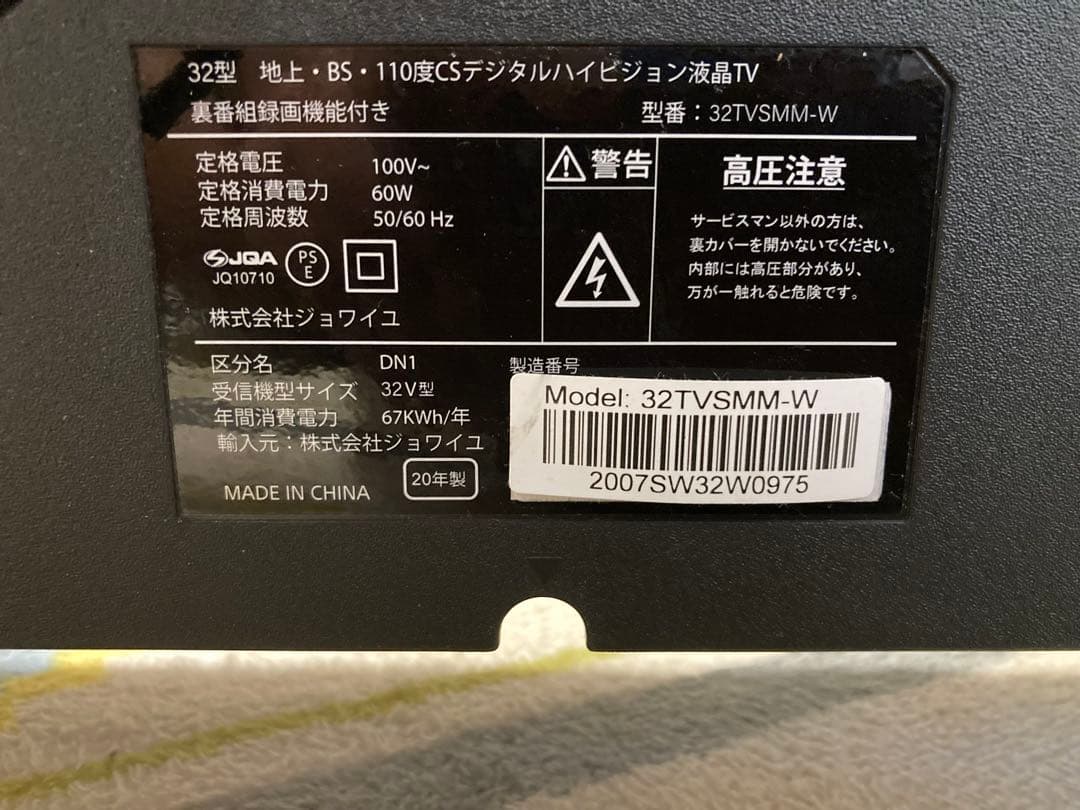 32型 地上・BS・110度CSデジタルハイビジョン液晶TV
裏番組録画機能付き 型番：32TVSMM-W
定格電圧 100V~
定格消費電力 60W
定格周波数 50/60 Hz
JQA
JQ10710
PS
E
株式会社ジョワイユ
警告
高圧注意
サービスマン以外の方は、
裏カバーを開かないでください。
内部には高圧部分があり、
万が一触れると危険です。
区分名 DN1
受信機型サイズ 32V型
年間消費電力 67KWh/年
輸入元：株式会社ジョワイユ
MADE IN CHINA 20年製
製造番号
Model: 32TVSMM-W
2007SW32W0975